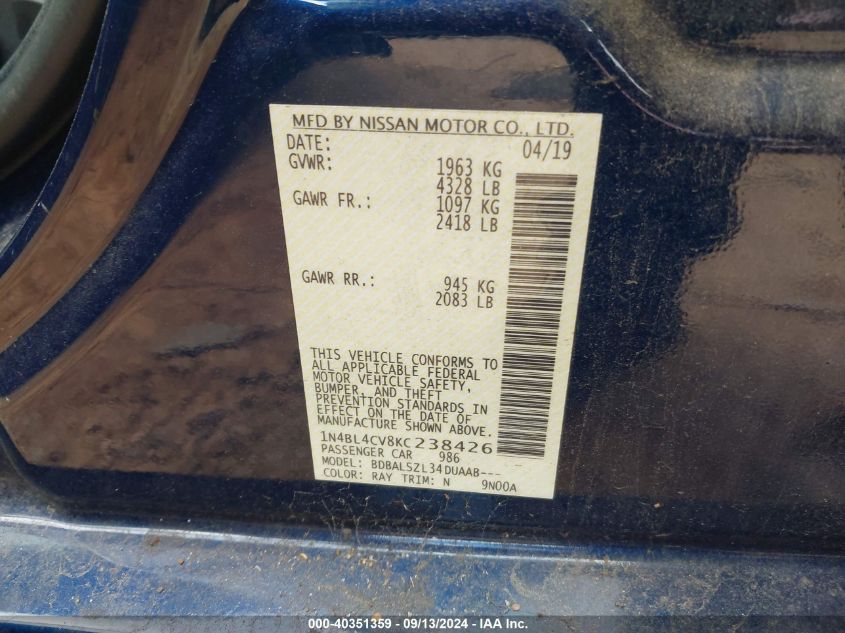 MFD BY NISSAN MOTOR CO., LTD.
DATE: 04/19
GVWR: 1963 KG
4328 LB
GAWR FR.: 1097 KG
2418 LB
GAWR RR.: 945 KG
2083 LB
THIS VEHICLE CONFORMS TO
ALL APPLICABLE FEDERAL
MOTOR VEHICLE SAFETY,
BUMPER, AND THEFT
PREVENTION STANDARDS IN
EFFECT ON THE DATE OF
MANUFACTURE SHOWN ABOVE.
1N4BL4CV8KC238426
PASSENGER CAR 986
MODEL: BDBALSZL34DUAAB---
COLOR: RAY TRIM: N 9N00A
© - 40351359 - 09/13/2024 - IAA Inc.